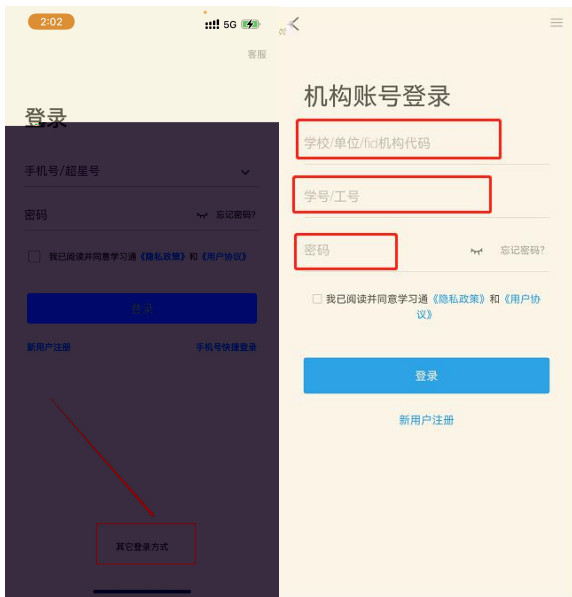 2:02
5G
客服
登录
手机号/超星号
密码
忘记密码?
我已阅读并同意学习通《隐私政策》和《用户协议》
登录
新用户注册
手机号快捷登录
其它登录方式
机构账号登录
学校/单位/fid机构代码
学号/工号
密码
忘记密码?
我已阅读并同意学习通《隐私政策》和《用户协
议》
登录
新用户注册